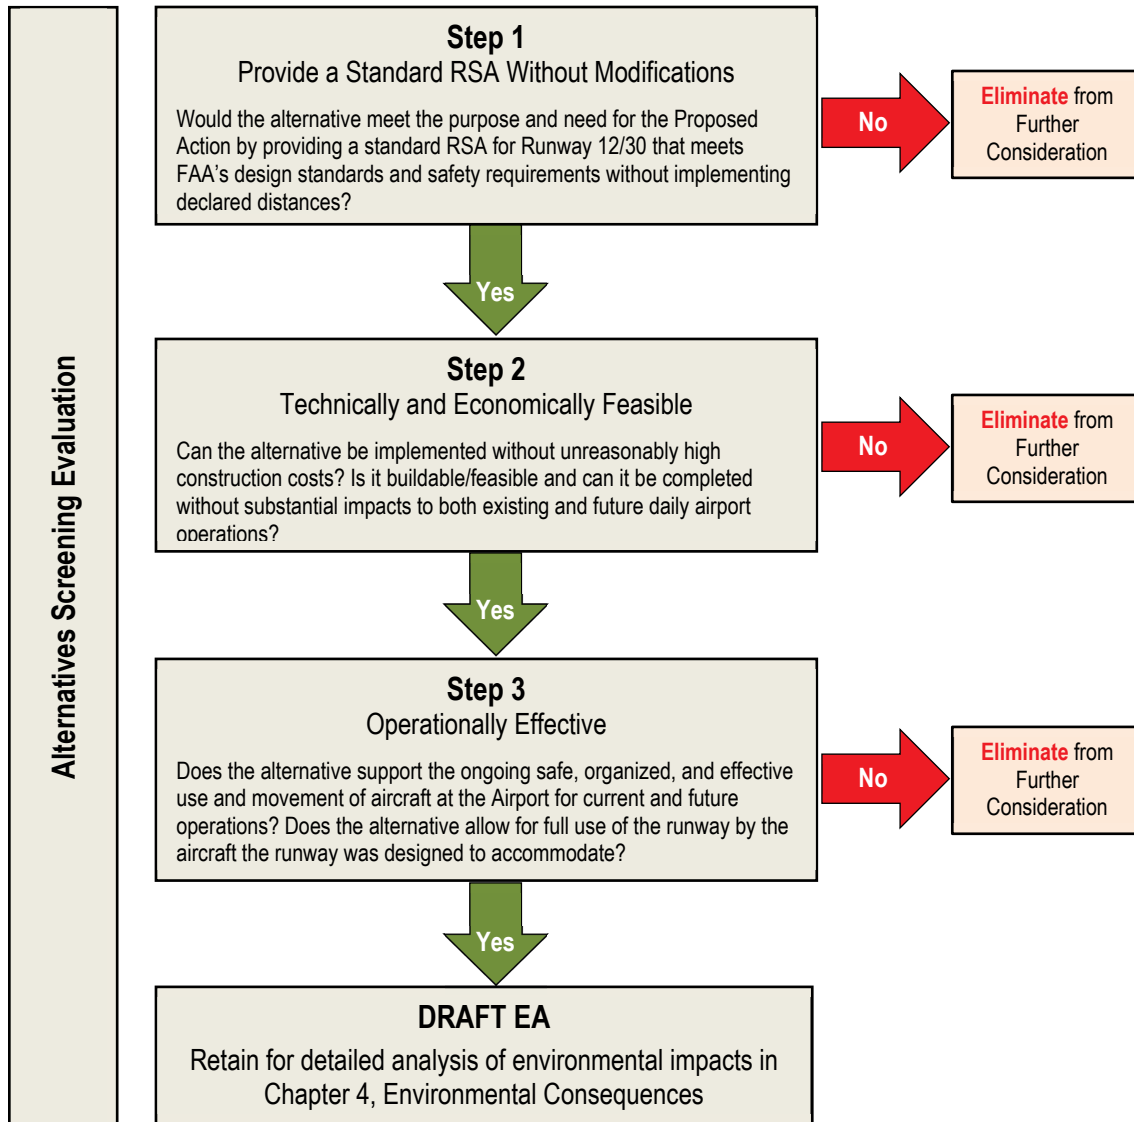 Alternatives Screening Evaluation
Step 1
Provide a Standard RSA Without Modifications
Would the alternative meet the purpose and need for the Proposed
Action by providing a standard RSA for Runway 12/30 that meets
FAA's design standards and safety requirements without implementing
declared distances?
No
Eliminate from
Further
Consideration
Yes
Step 2
Technically and Economically Feasible
Can the alternative be implemented without unreasonably high
construction costs? Is it buildable/feasible and can it be completed
without substantial impacts to both existing and future daily airport
operations?
No
Eliminate from
Further
Consideration
Yes
Step 3
Operationally Effective
Does the alternative support the ongoing safe, organized, and effective
use and movement of aircraft at the Airport for current and future
operations? Does the alternative allow for full use of the runway by the
aircraft the runway was designed to accommodate?
No
Eliminate from
Further
Consideration
Yes
DRAFT EA
Retain for detailed analysis of environmental impacts in
Chapter 4, Environmental Consequences